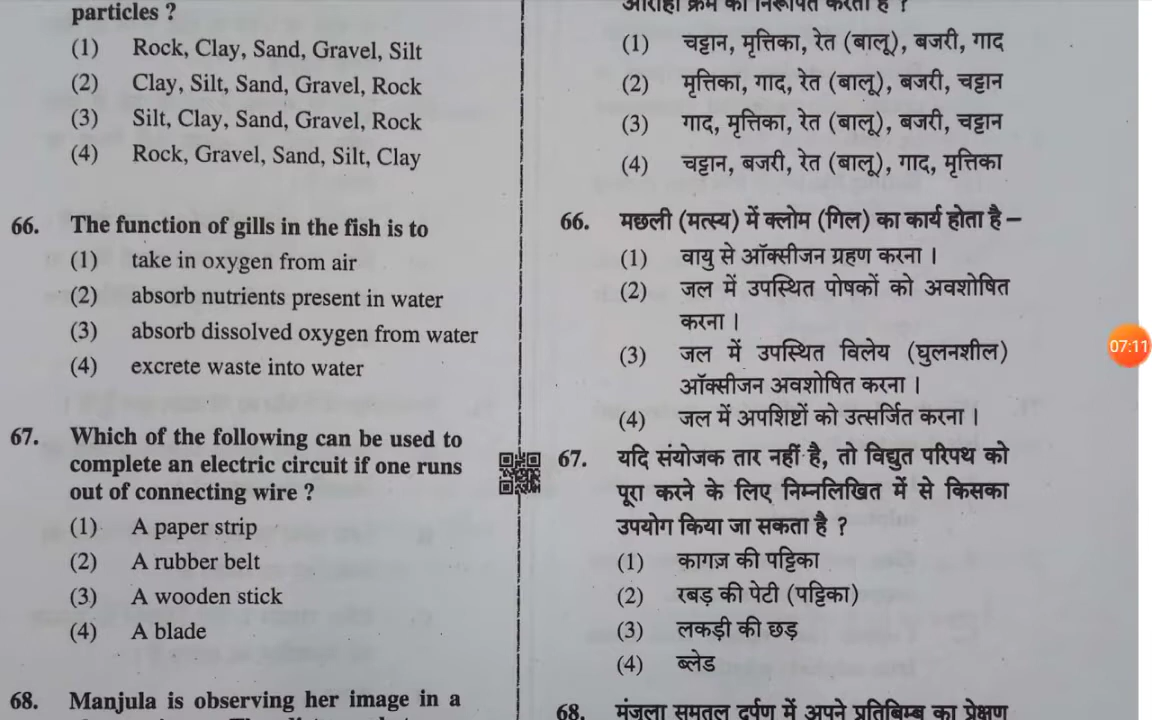 particles ?
(1) Rock, Clay, Sand, Gravel, Silt
(2) Clay, Silt, Sand, Gravel, Rock
(3) Silt, Clay, Sand, Gravel, Rock
(4) Rock, Gravel, Sand, Silt, Clay
66. The function of gills in the fish is to
(1) take in oxygen from air
(2) absorb nutrients present in water
(3) absorb dissolved oxygen from water
(4) excrete waste into water
67. Which of the following can be used to
complete an electric circuit if one runs
out of connecting wire ?
(1) A paper strip
(2) A rubber belt
(3) A wooden stick
(4) A blade
68. Manjula is observing her image in a
आरोही क्रम को निरूपित करता है ?
(1) चट्टान, मृत्तिका, रेत (बालू), बजरी, गाद
(2) मृत्तिका, गाद, रेत (बालू), बजरी, चट्टान
(3) गाद, मृत्तिका, रेत (बालू), बजरी, चट्टान
(4) चट्टान, बजरी, रेत (बालू), गाद, मृत्तिका
66. मछली (मत्स्य) में क्लोम (गिल) का कार्य होता है –
(1) वायु से ऑक्सीजन ग्रहण करना ।
(2) जल में उपस्थित पोषकों को अवशोषित
करना ।
(3) जल में उपस्थित विलेय (घुलनशील)
ऑक्सीजन अवशोषित करना ।
(4) जल में अपशिष्टों को उत्सर्जित करना ।
67. यदि संयोजक तार नहीं है, तो विद्युत परिपथ को
पूरा करने के लिए निम्नलिखित में से किसका
उपयोग किया जा सकता है ?
(1) कागज़ की पट्टिका
(2) रबड़ की पेटी (पट्टिका)
(3) लकड़ी की छड़
(4) ब्लेड
68. मंजुला समतल दर्पण में अपने प्रतिबिम्ब का प्रेक्षण
07:11